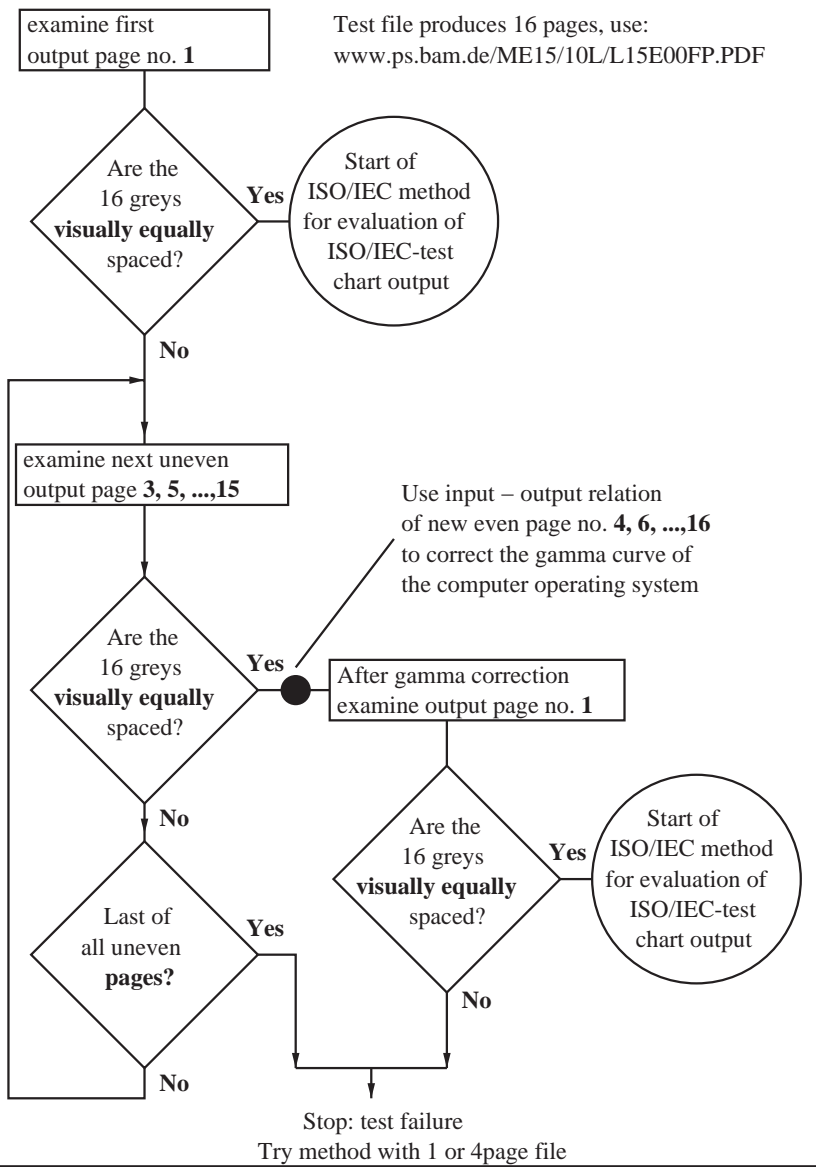 examine first
output page no. 1
Test file produces 16 pages, use:
www.ps.bam.de/ME15/10L/L15E00FP.PDF
Are the
16 greys
visually equally
spaced?
Yes
Start of
ISO/IEC method
for evaluation of
ISO/IEC-test
chart output
No
examine next uneven
output page 3, 5, ...,15
Use input – output relation
of new even page no. 4, 6, ...,16
to correct the gamma curve of
the computer operating system
Are the
16 greys
visually equally
spaced?
Yes
After gamma correction
examine output page no. 1
No
Are the
16 greys
visually equally
spaced?
Yes
Start of
ISO/IEC method
for evaluation of
ISO/IEC-test
chart output
Last of
all uneven
pages?
Yes
No
No
Stop: test failure
Try method with 1 or 4page file